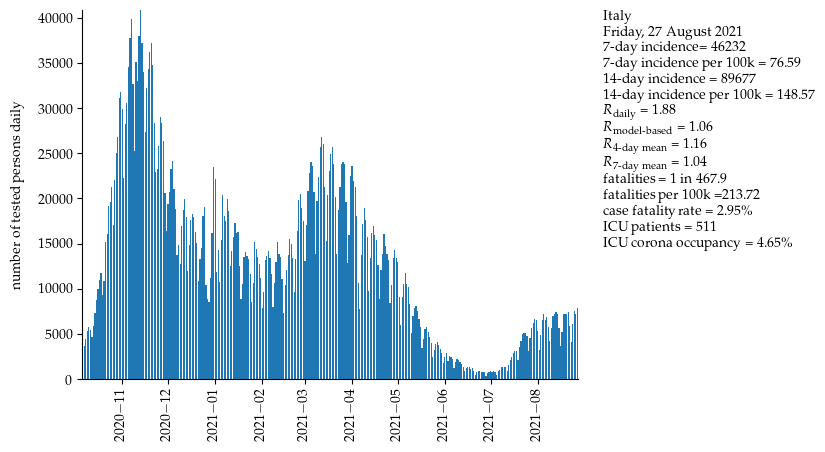 40000
35000
30000
25000
20000
15000
10000
5000
0
number of tested persons daily
2020−11
2020−12
2021−01
2021−02
2021−03
2021−04
2021−05
2021−06
2021−07
2021−08
Italy
Friday, 27 August 2021
7-day incidence= 46232
7-day incidence per 100k = 76.59
14-day incidence = 89677
14-day incidence per 100k = 148.57
R_daily = 1.88
R_model-based = 1.06
R_4-day mean = 1.16
R_7-day mean = 1.04
fatalities = 1 in 467.9
fatalities per 100k =213.72
case fatality rate = 2.95%
ICU patients = 511
ICU corona occupancy = 4.65%